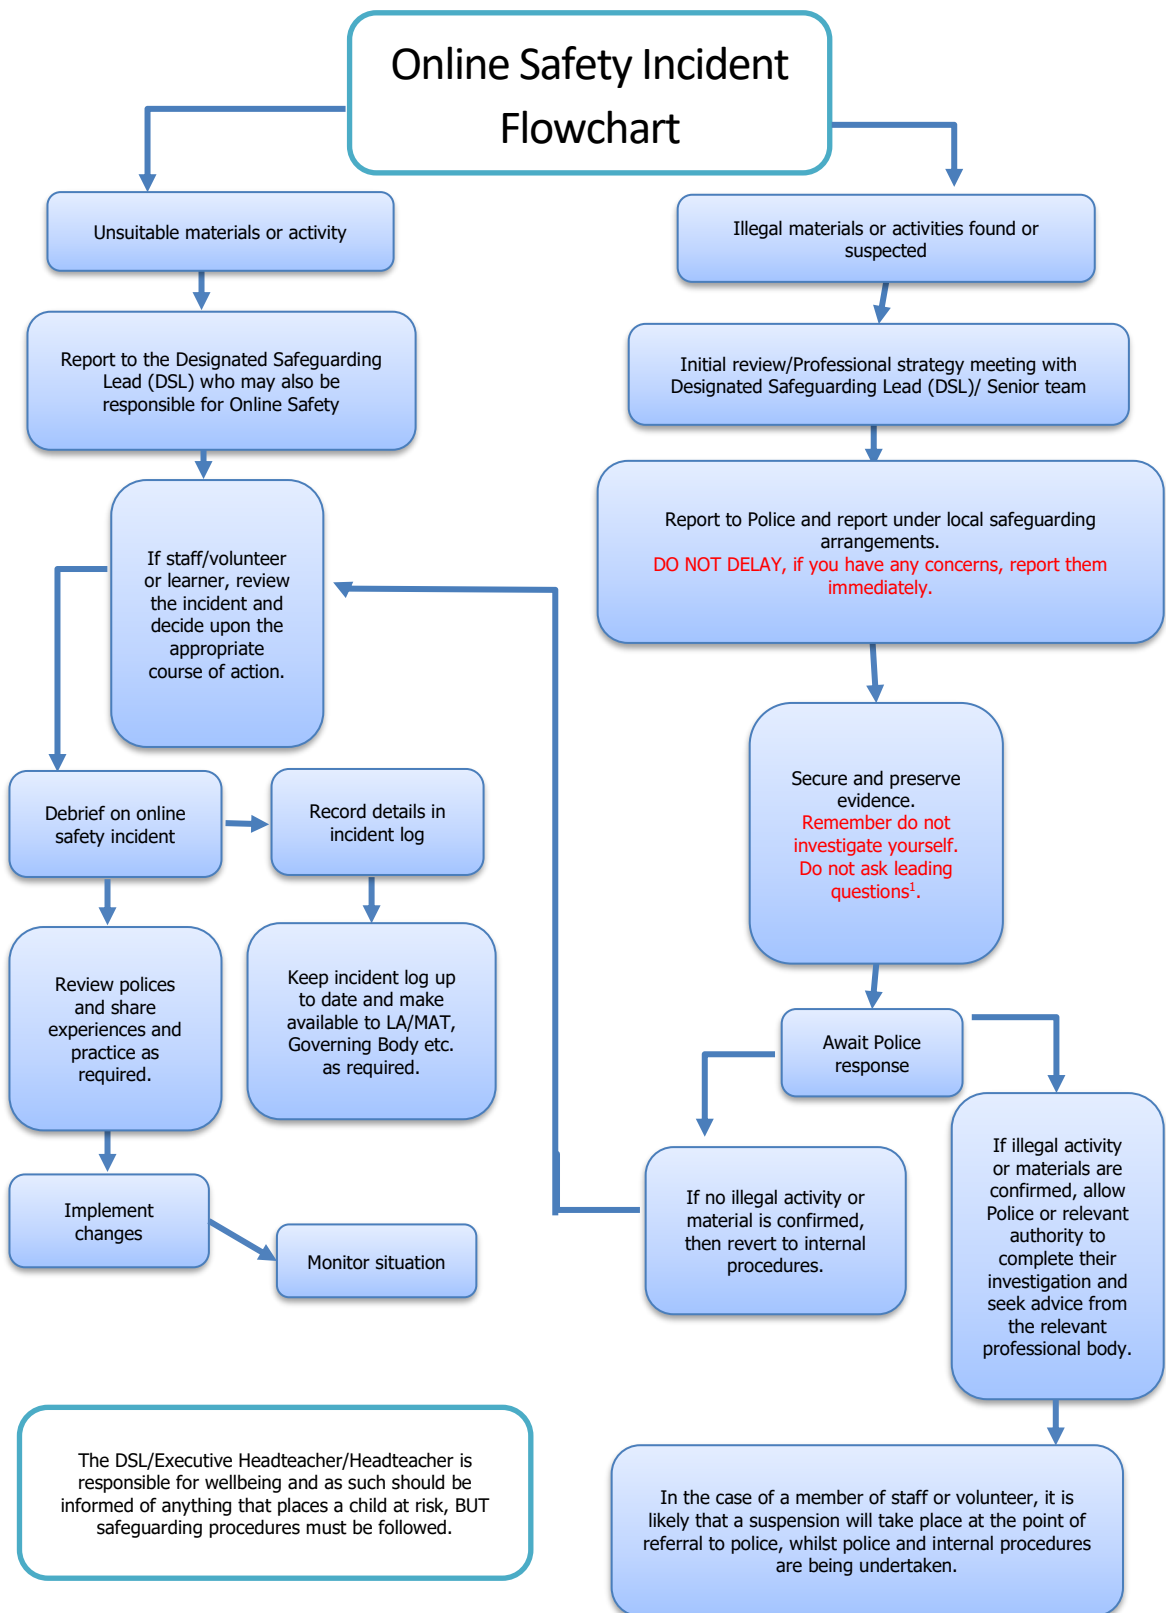 Online Safety Incident
Flowchart
Unsuitable materials or activity
Report to the Designated Safeguarding
Lead (DSL) who may also be
responsible for Online Safety
If staff/volunteer
or learner, review
the incident and
decide upon the
appropriate
course of action.
Debrief on online
safety incident
Record details in
incident log
Review polices
and share
experiences and
practice as
required.
Keep incident log up
to date and make
available to LA/MAT,
Governing Body etc.
as required.
Implement
changes
Monitor situation
Illegal materials or activities found or
suspected
Initial review/Professional strategy meeting with
Designated Safeguarding Lead (DSL)/ Senior team
Report to Police and report under local safeguarding
arrangements.
DO NOT DELAY, if you have any concerns, report them
immediately.
Secure and preserve
evidence.
Remember do not
investigate yourself.
Do not ask leading
questions¹.
Await Police
response
If no illegal activity or
material is confirmed,
then revert to internal
procedures.
If illegal activity
or materials are
confirmed, allow
Police or relevant
authority to
complete their
investigation and
seek advice from
the relevant
professional body.
In the case of a member of staff or volunteer, it is
likely that a suspension will take place at the point of
referral to police, whilst police and internal procedures
are being undertaken.
The DSL/Executive Headteacher/Headteacher is
responsible for wellbeing and as such should be
informed of anything that places a child at risk, BUT
safeguarding procedures must be followed.